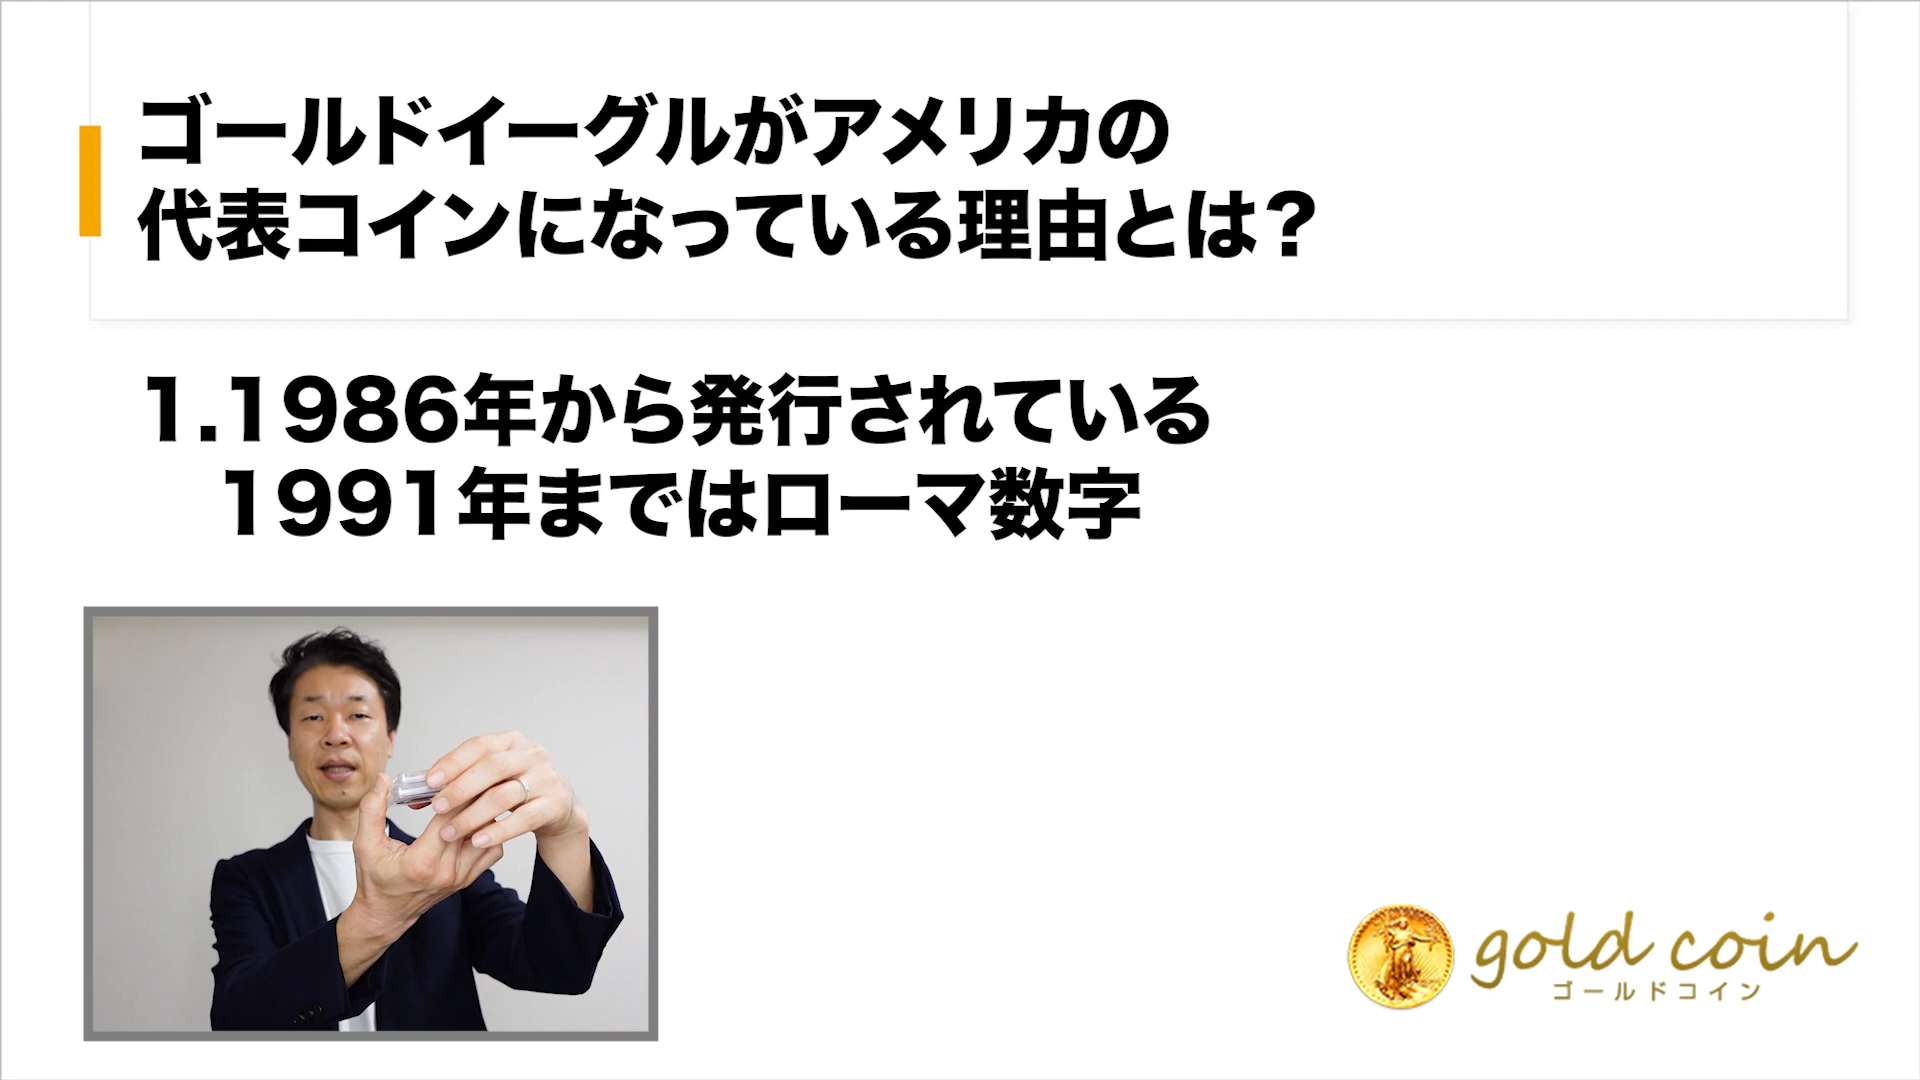 ゴールドイーグルがアメリカの
代表コインになっている理由とは？
1.1986年から発行されている
1991年まではローマ数字
gold coin
ゴールドコイン